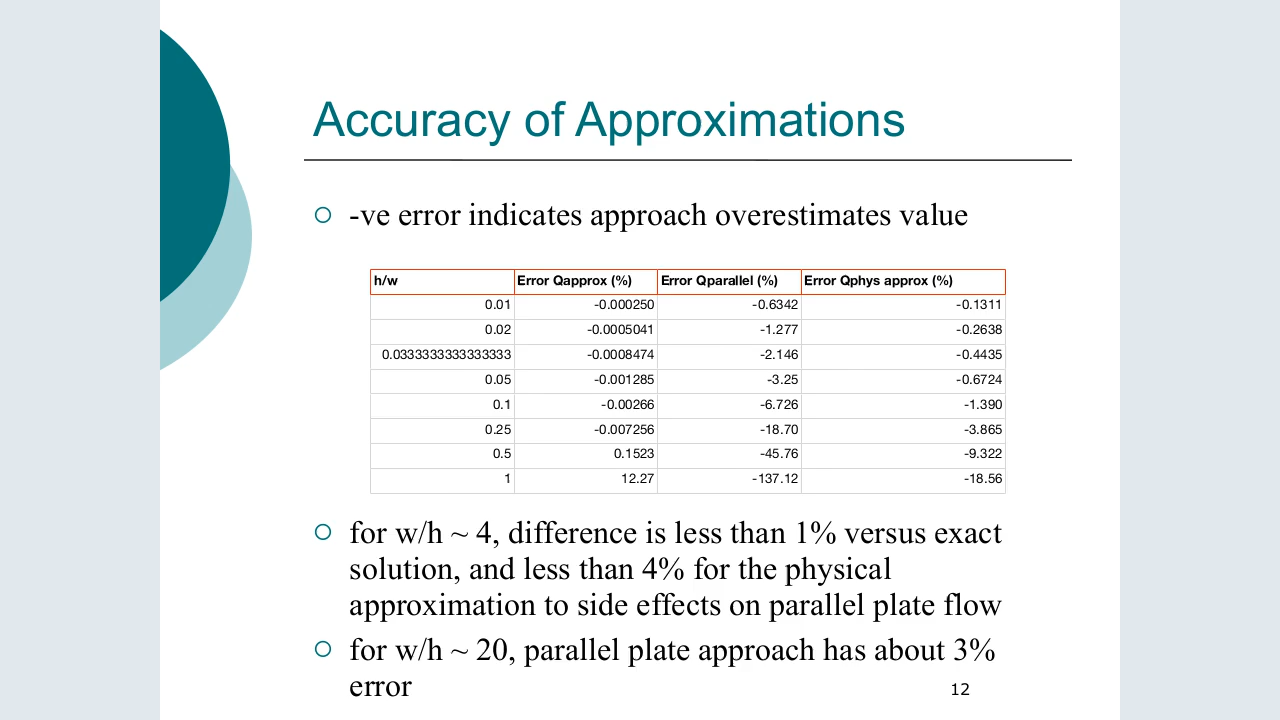 Accuracy of Approximations
-ve error indicates approach overestimates value
h/w Error Qapprox (%) Error Qparallel (%) Error Qphys approx (%)
0.01 -0.000250 -0.6342 -0.1311
0.02 -0.0005041 -1.277 -0.2638
0.0333333333333333 -0.0008474 -2.146 -0.4435
0.05 -0.001285 -3.25 -0.6724
0.1 -0.00266 -6.726 -1.390
0.25 -0.007256 -18.70 -3.865
0.5 0.1523 -45.76 -9.322
1 12.27 -137.12 -18.56
for w/h ~ 4, difference is less than 1% versus exact
solution, and less than 4% for the physical
approximation to side effects on parallel plate flow
for w/h ~ 20, parallel plate approach has about 3%
error
12